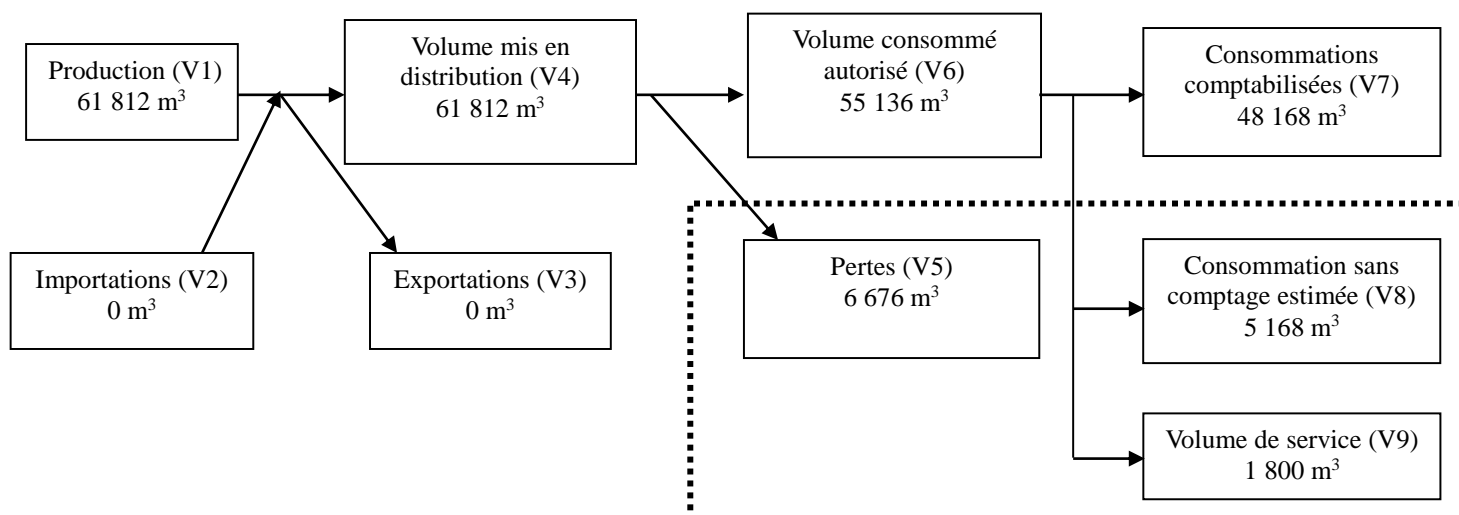 Production (V1)
61 812 m³
Volume mis en
distribution (V4)
61 812 m³
Volume consommé
autorisé (V6)
55 136 m³
Consommations
comptabilisées (V7)
48 168 m³
Importations (V2)
0 m³
Exportations (V3)
0 m³
Pertes (V5)
6 676 m³
Consommation sans
comptage estimée (V8)
5 168 m³
Volume de service (V9)
1 800 m³